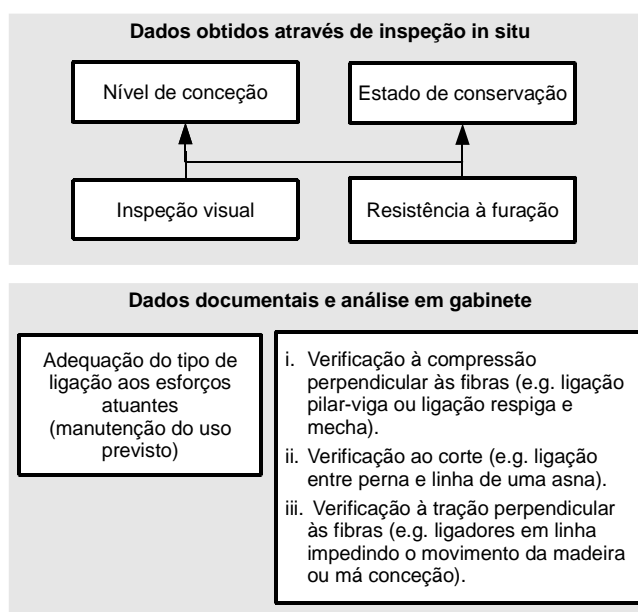 Dados obtidos através de inspeção in situ
Nível de conceção
Estado de conservação
Inspeção visual
Resistência à furação
Dados documentais e análise em gabinete
Adequação do tipo de
ligação aos esforços
atuantes
(manutenção do uso
previsto)
i. Verificação à compressão
perpendicular às fibras (e.g. ligação
pilar-viga ou ligação respiga e
mecha).
ii. Verificação ao corte (e.g. ligação
entre perna e linha de uma asna).
iii. Verificação à tração perpendicular
às fibras (e.g. ligadores em linha
impedindo o movimento da madeira
ou má conceção).